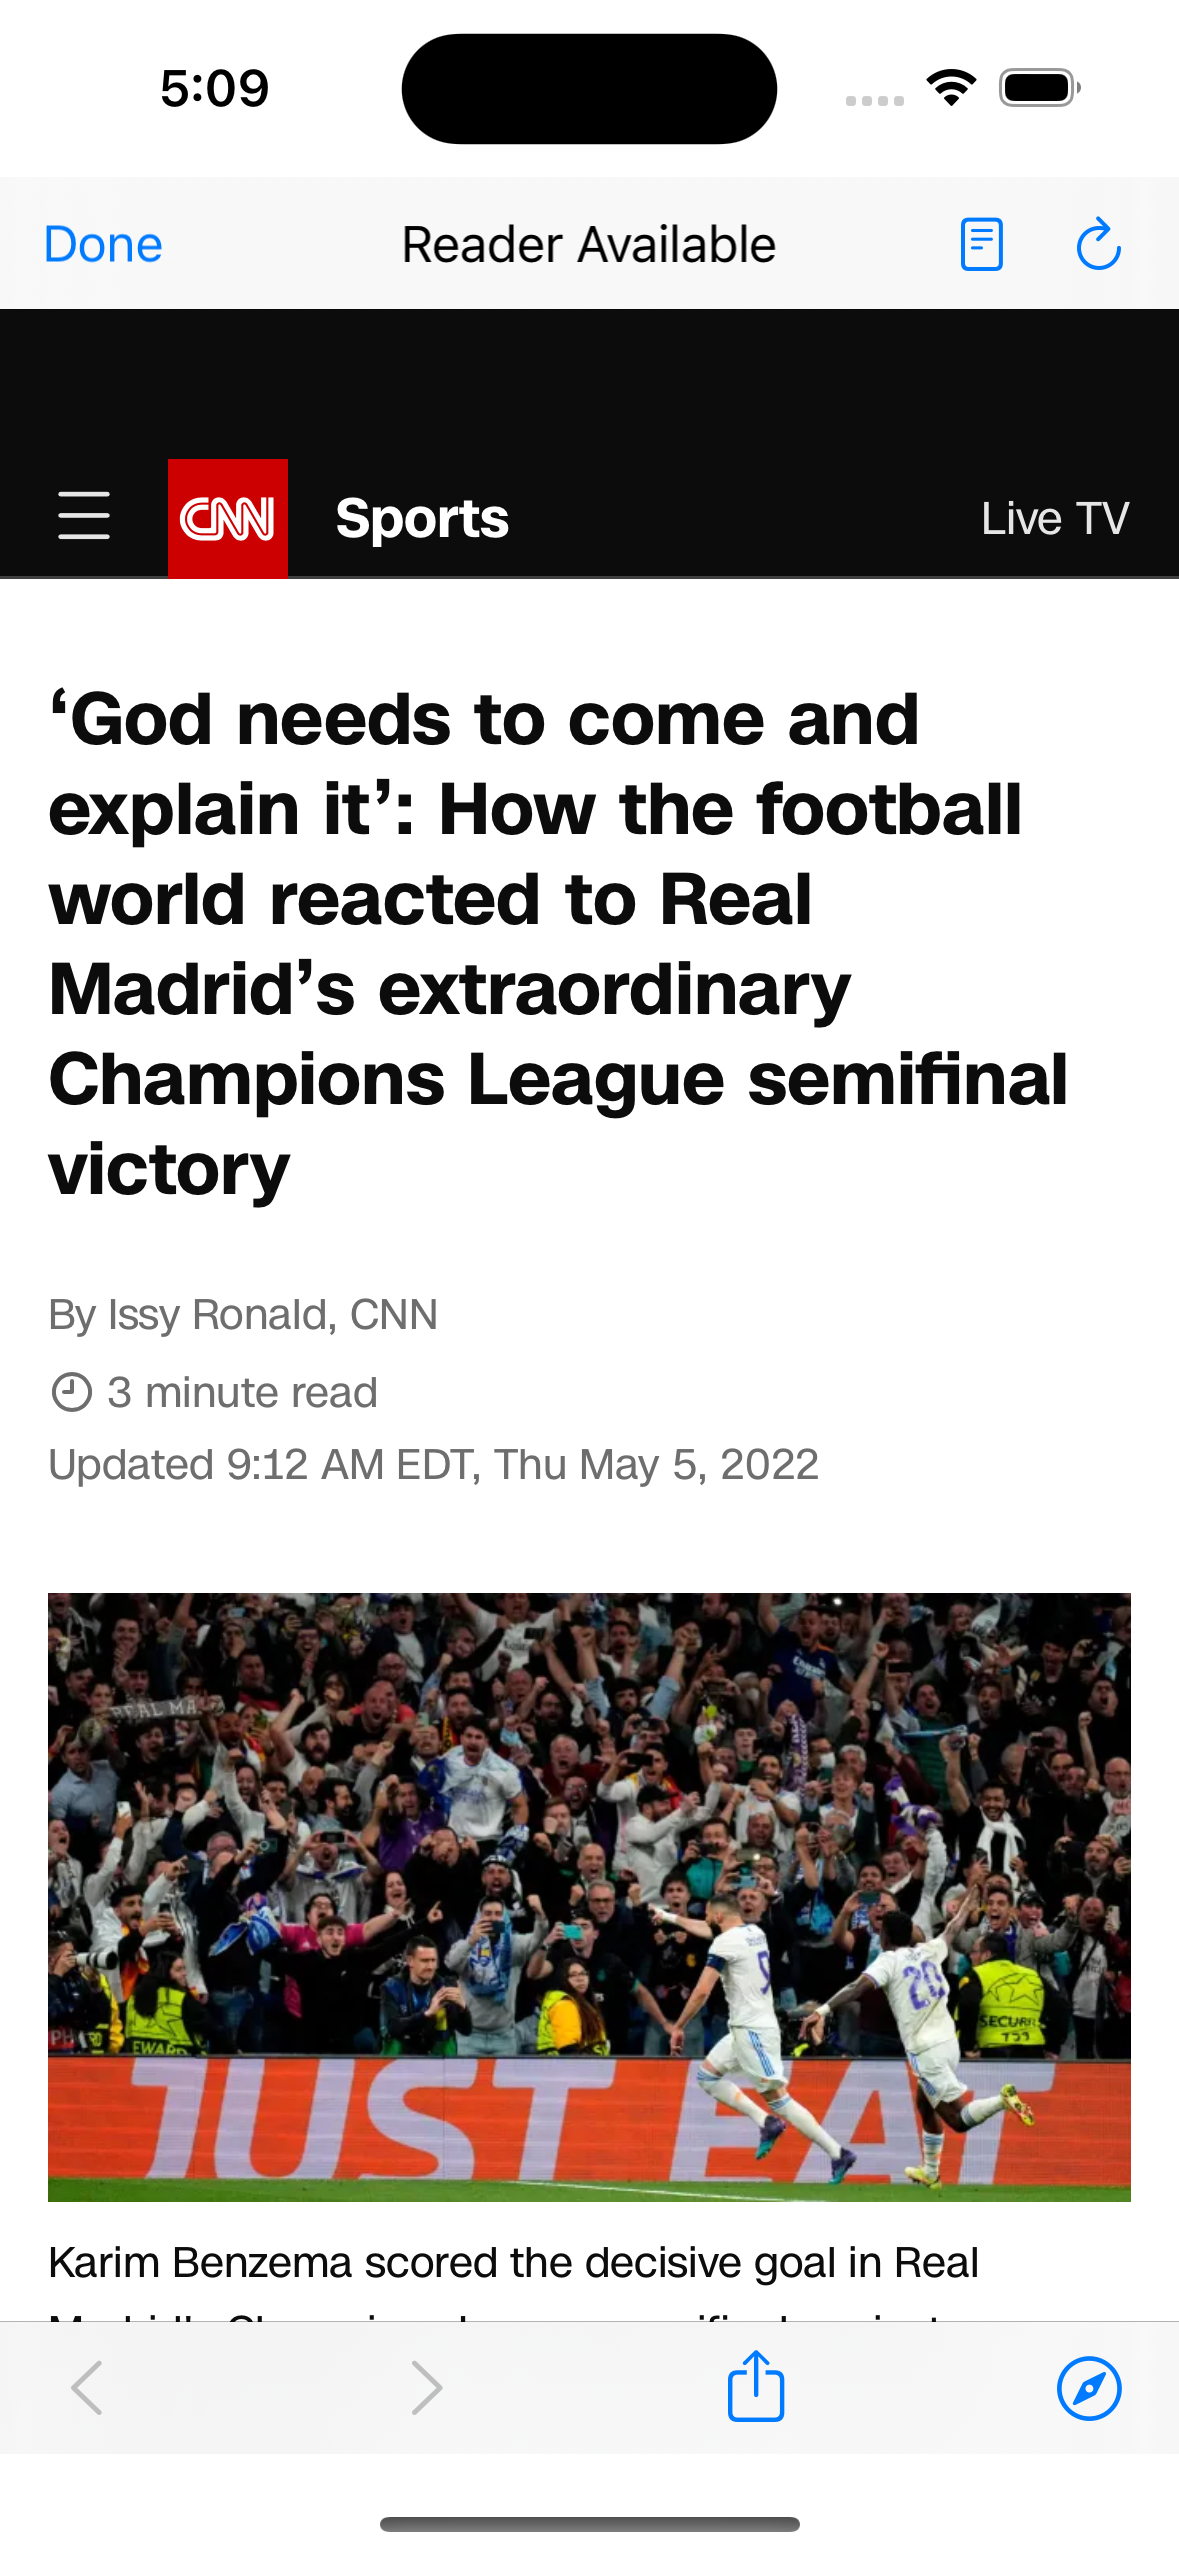 5:09
Done
Reader Available
CNN
Sports
Live TV
‘God needs to come and
explain it’: How the football
world reacted to Real
Madrid’s extraordinary
Champions League semifinal
victory
By Issy Ronald, CNN
3 minute read
Updated 9:12 AM EDT, Thu May 5, 2022
REAL MA
9
20
EWARD
JUST EAT
Karim Benzema scored the decisive goal in Real